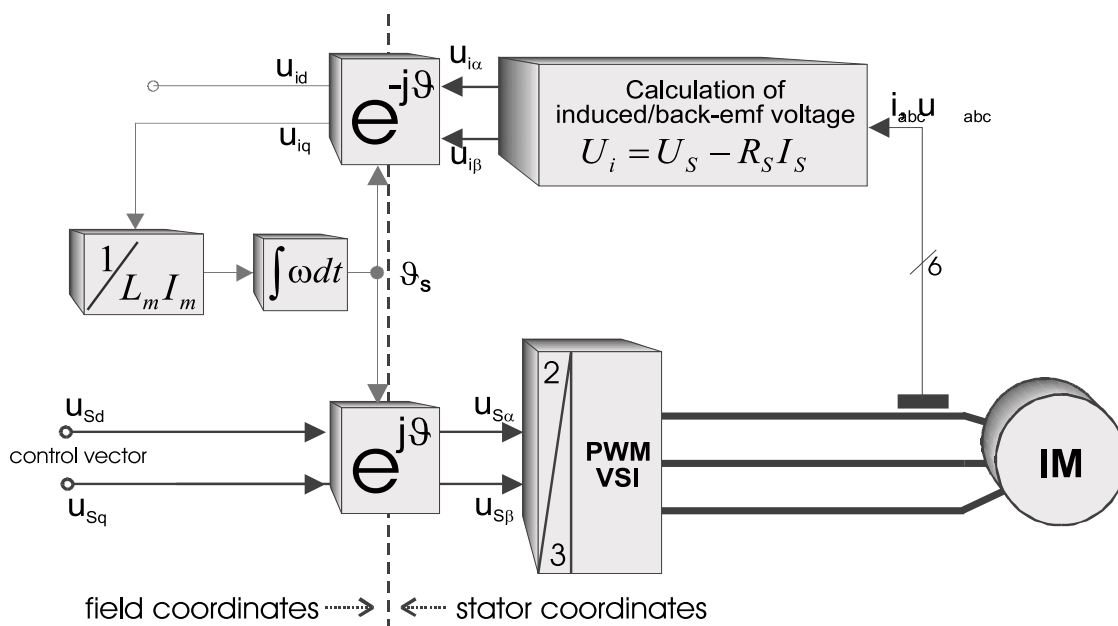 u_id
e^-jϑ
u_iα
Calculation of
induced/back-emf voltage
U_i = U_S − R_S I_S
i_abc, u_abc
u_iq
u_iβ
1/L_m I_m
∫ωdt
ϑ_s
6
u_Sd
control vector
u_Sq
e^jϑ
u_Sα
u_Sβ
2
3
PWM
VSI
IM
field coordinates
stator coordinates